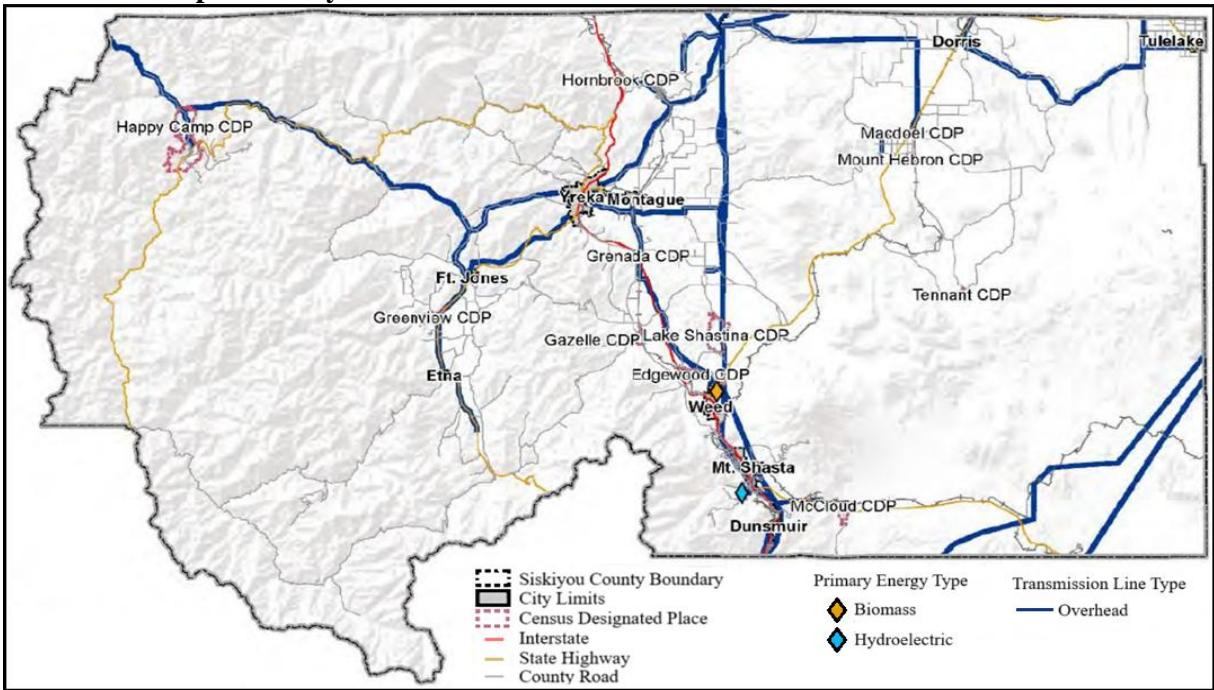 Dorris
Tulelake
Hornbrook CDP
Happy Camp CDP
Macdoel CDP
Mount Hebron CDP
Yreka
Montague
Grenada CDP
Ft. Jones
Tennant CDP
Greenview CDP
Gazelle CDP
Lake Shastina CDP
Etna
Edgewood CDP
Weed
Mt. Shasta
McCloud CDP
Dunsmuir
Siskiyou County Boundary
City Limits
Census Designated Place
Interstate
State Highway
County Road
Primary Energy Type
Biomass
Hydroelectric
Transmission Line Type
Overhead